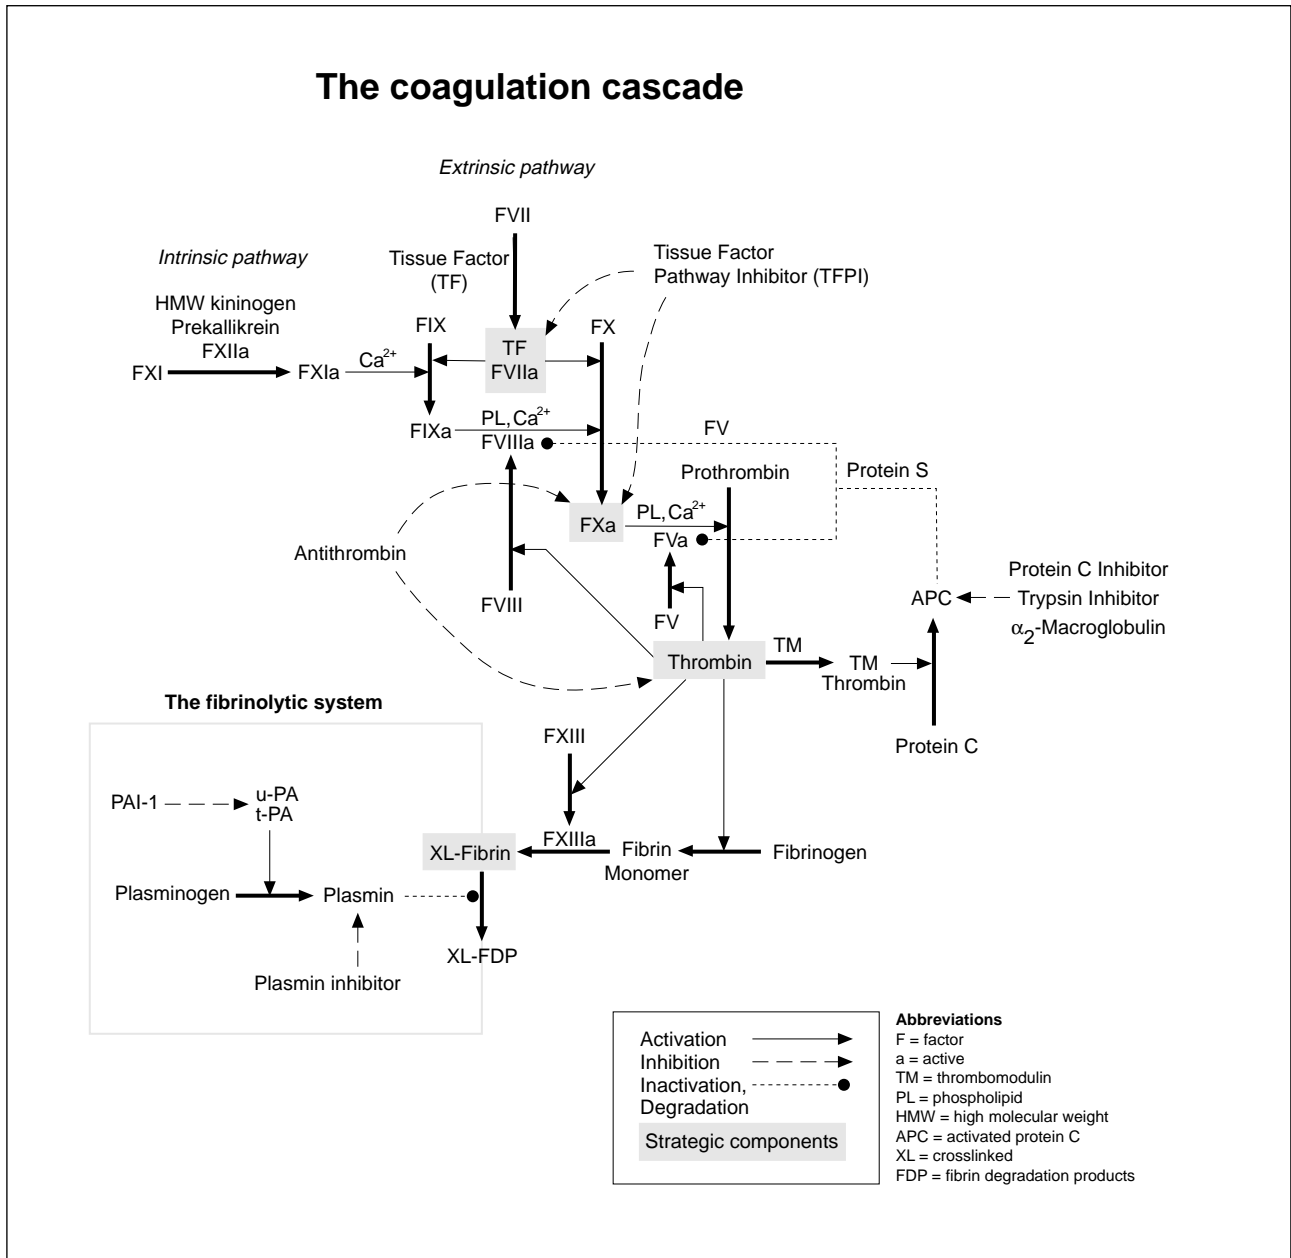 The coagulation cascade
Extrinsic pathway
FVII
Intrinsic pathway
Tissue Factor
(TF)
Tissue Factor
Pathway Inhibitor (TFPI)
HMW kininogen
Prekallikrein
FXIIa
FXI
FXIa
Ca2+
FIX
TF
FVIIa
FX
FIXa
PL, Ca2+
FVIIIa
FV
Prothrombin
Protein S
FXa
PL, Ca2+
FVa
Antithrombin
FVIII
FV
APC
Protein C Inhibitor
Trypsin Inhibitor
α2-Macroglobulin
Thrombin
TM
TM
Thrombin
Protein C
The fibrinolytic system
FXIII
PAI-1
u-PA
t-PA
FXIIIa
XL-Fibrin
Fibrin
Monomer
Fibrinogen
Plasminogen
Plasmin
XL-FDP
Plasmin inhibitor
Activation
Inhibition
Inactivation,
Degradation
Strategic components
Abbreviations
F = factor
a = active
TM = thrombomodulin
PL = phospholipid
HMW = high molecular weight
APC = activated protein C
XL = crosslinked
FDP = fibrin degradation products